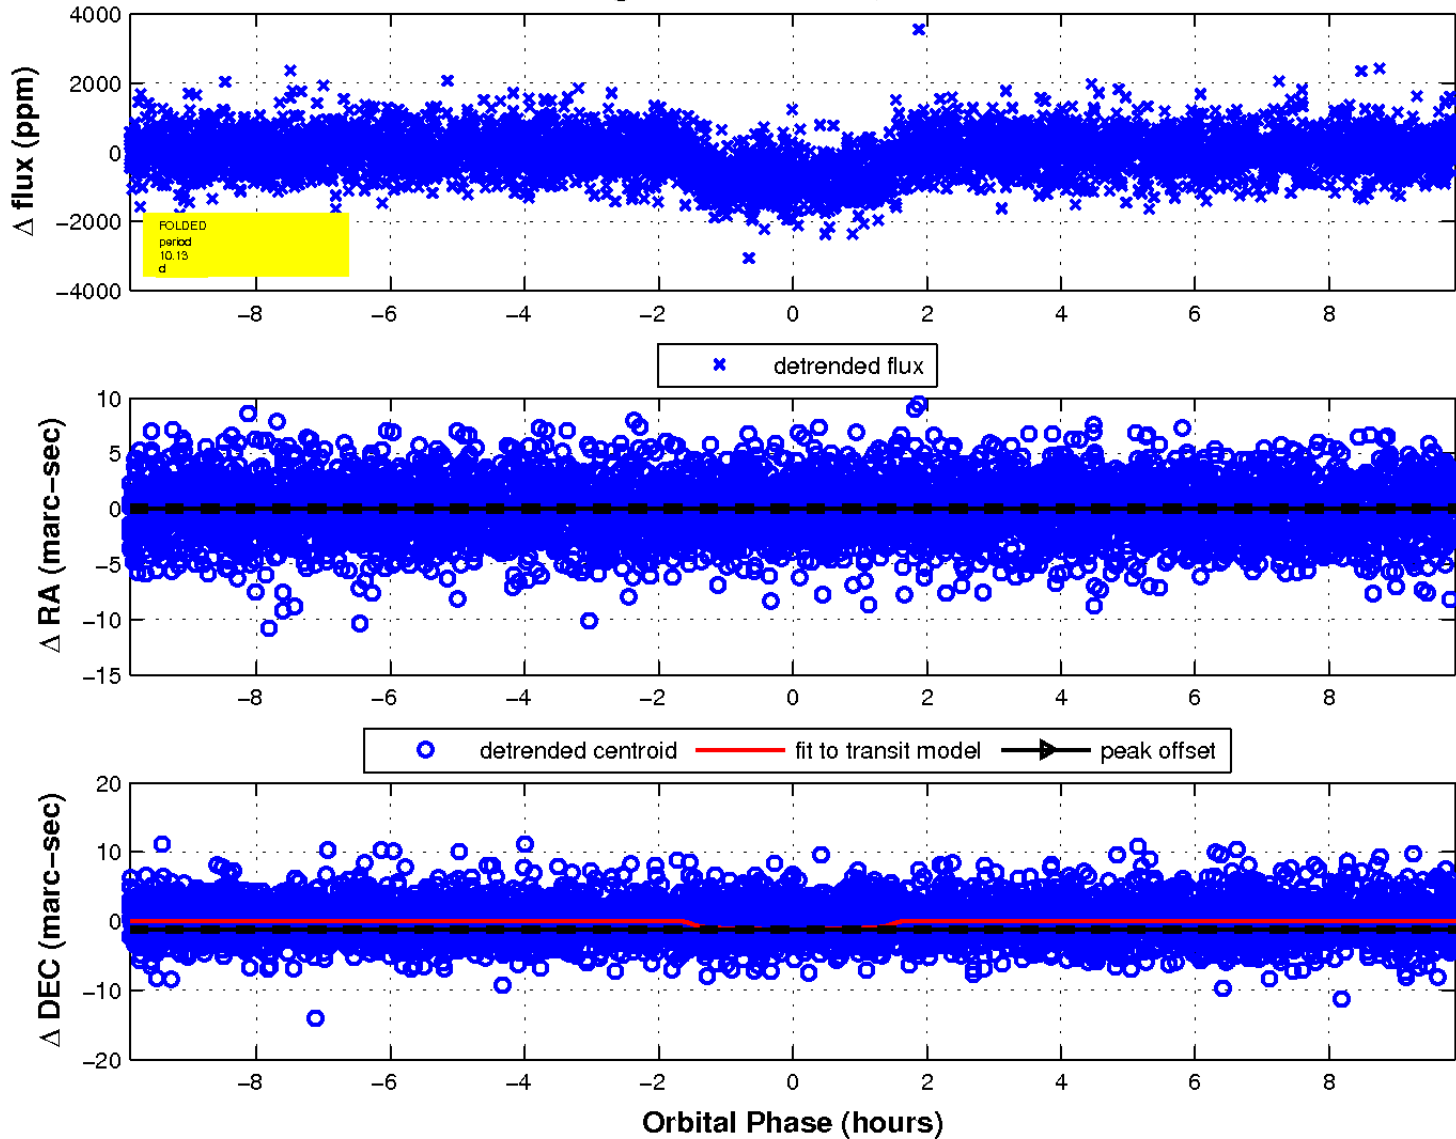 4000
2000
0
−2000
−4000
Δ flux (ppm)
FOLDED
period
10.13
d
−8 −6 −4 −2 0 2 4 6 8
detrended flux
10
5
0
−5
−10
−15
Δ RA (marc−sec)
−8 −6 −4 −2 0 2 4 6 8
detrended centroid fit to transit model peak offset
20
10
0
−10
−20
Δ DEC (marc−sec)
−8 −6 −4 −2 0 2 4 6 8
Orbital Phase (hours)